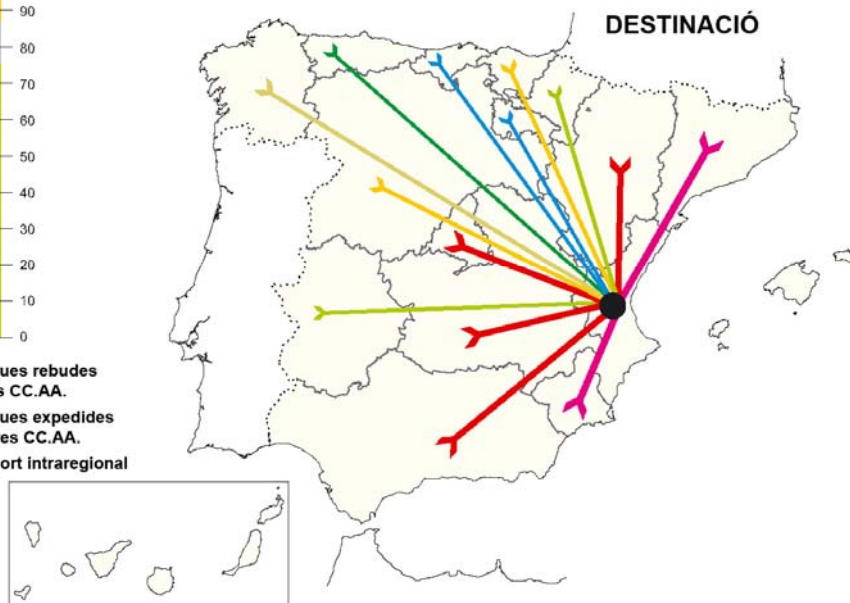 DESTINACIÓ
90
80
70
60
50
40
30
20
10
0
ues rebudes
s CC.AA.
ues expedides
res CC.AA.
ort intraregional